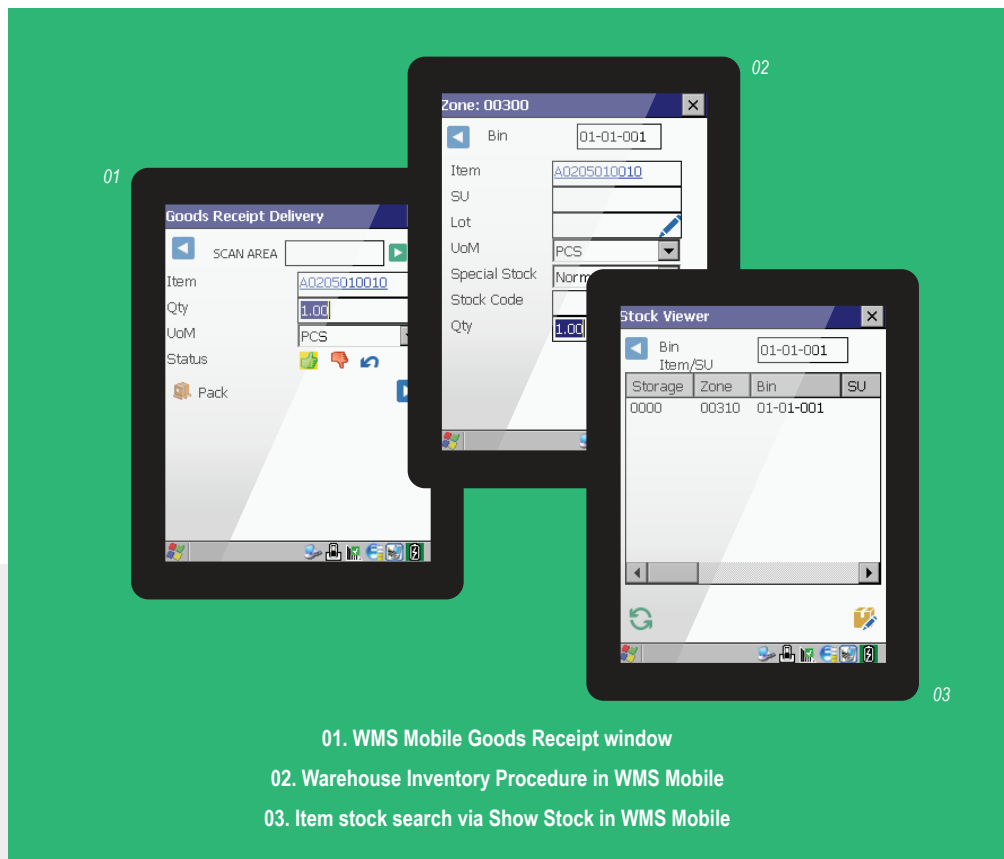 01
Goods Receipt Delivery
SCAN AREA
Item A0205010010
Qty 1.00
UoM PCS
Status
Pack
02
Zone: 00300
Bin 01-01-001
Item A0205010010
SU
Lot
UoM PCS
Special Stock Norm
Stock Code
Qty 1.00
Stock Viewer
Bin 01-01-001
Item/SU
Storage Zone Bin SU
0000 00310 01-01-001
03
01. WMS Mobile Goods Receipt window
02. Warehouse Inventory Procedure in WMS Mobile
03. Item stock search via Show Stock in WMS Mobile